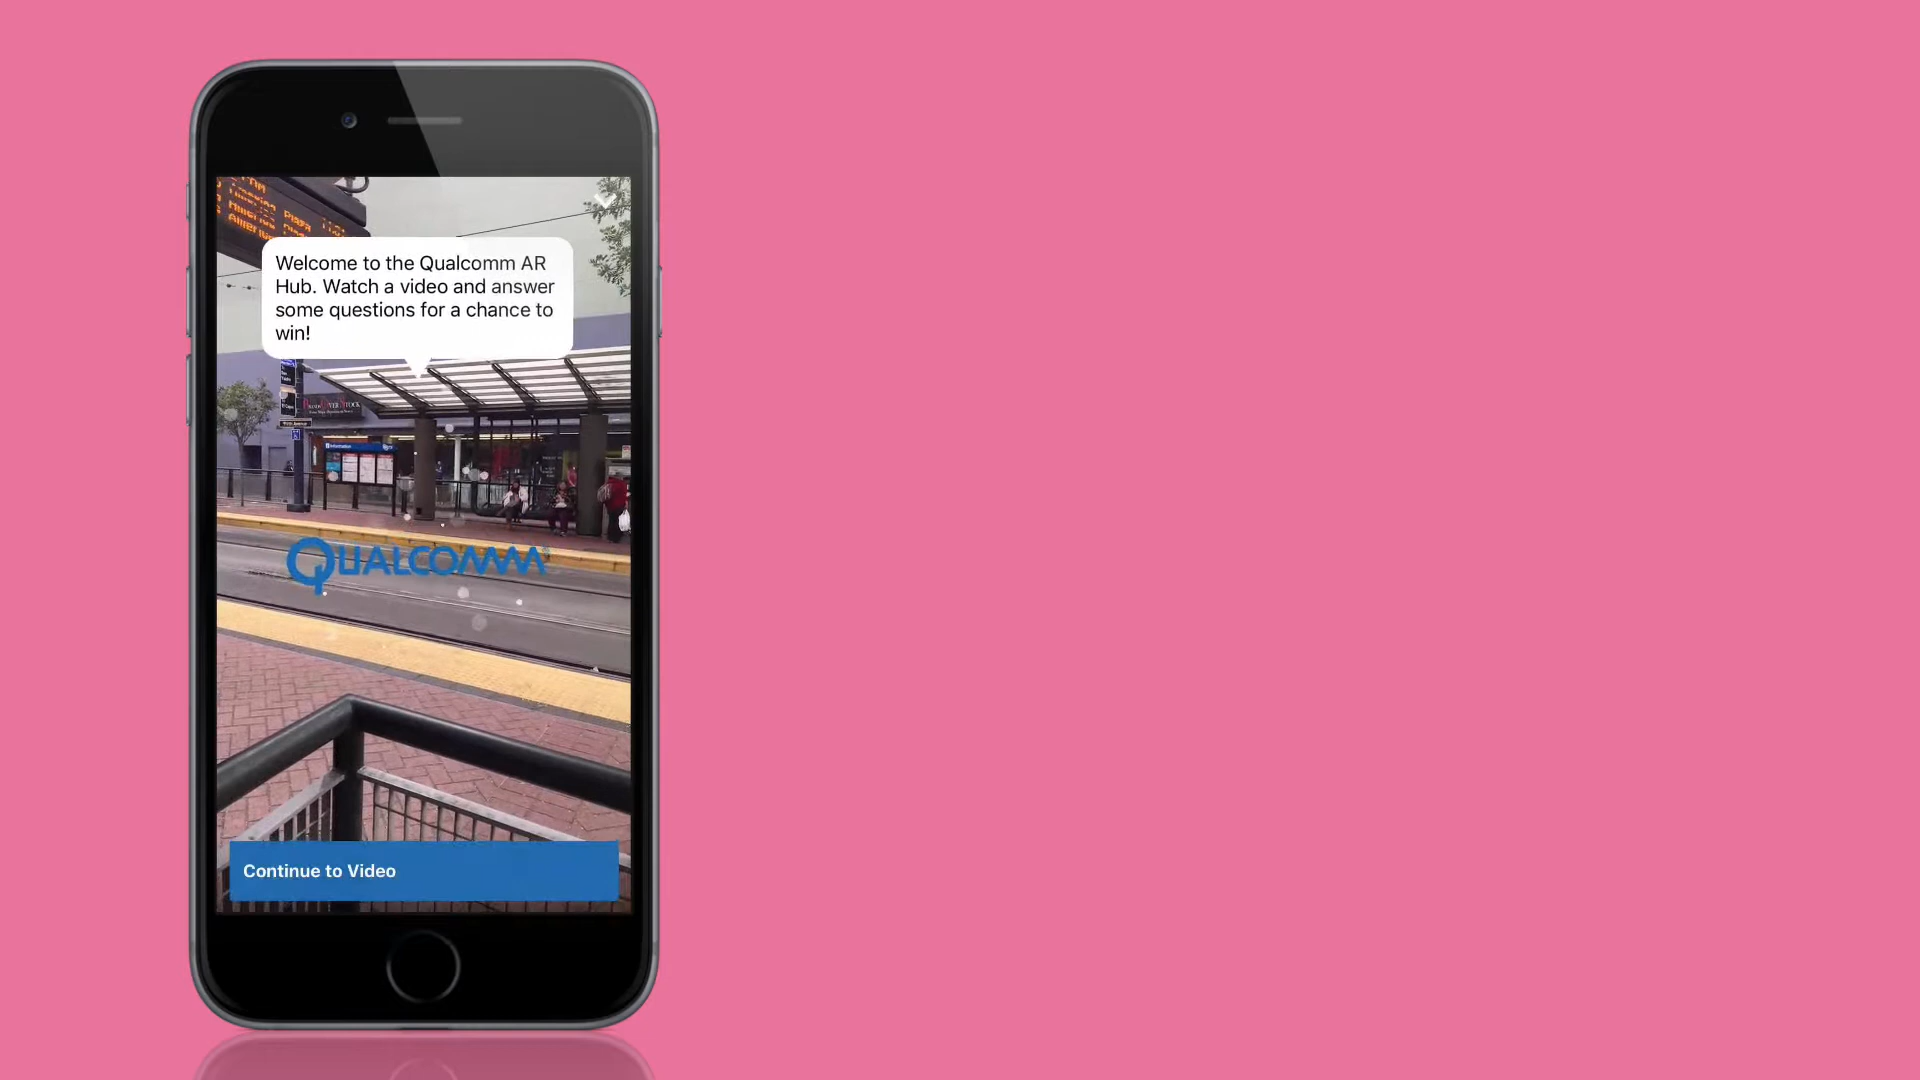 Welcome to the Qualcomm AR
Hub. Watch a video and answer
some questions for a chance to
win!
Information
QUALCOMM®
Continue to Video